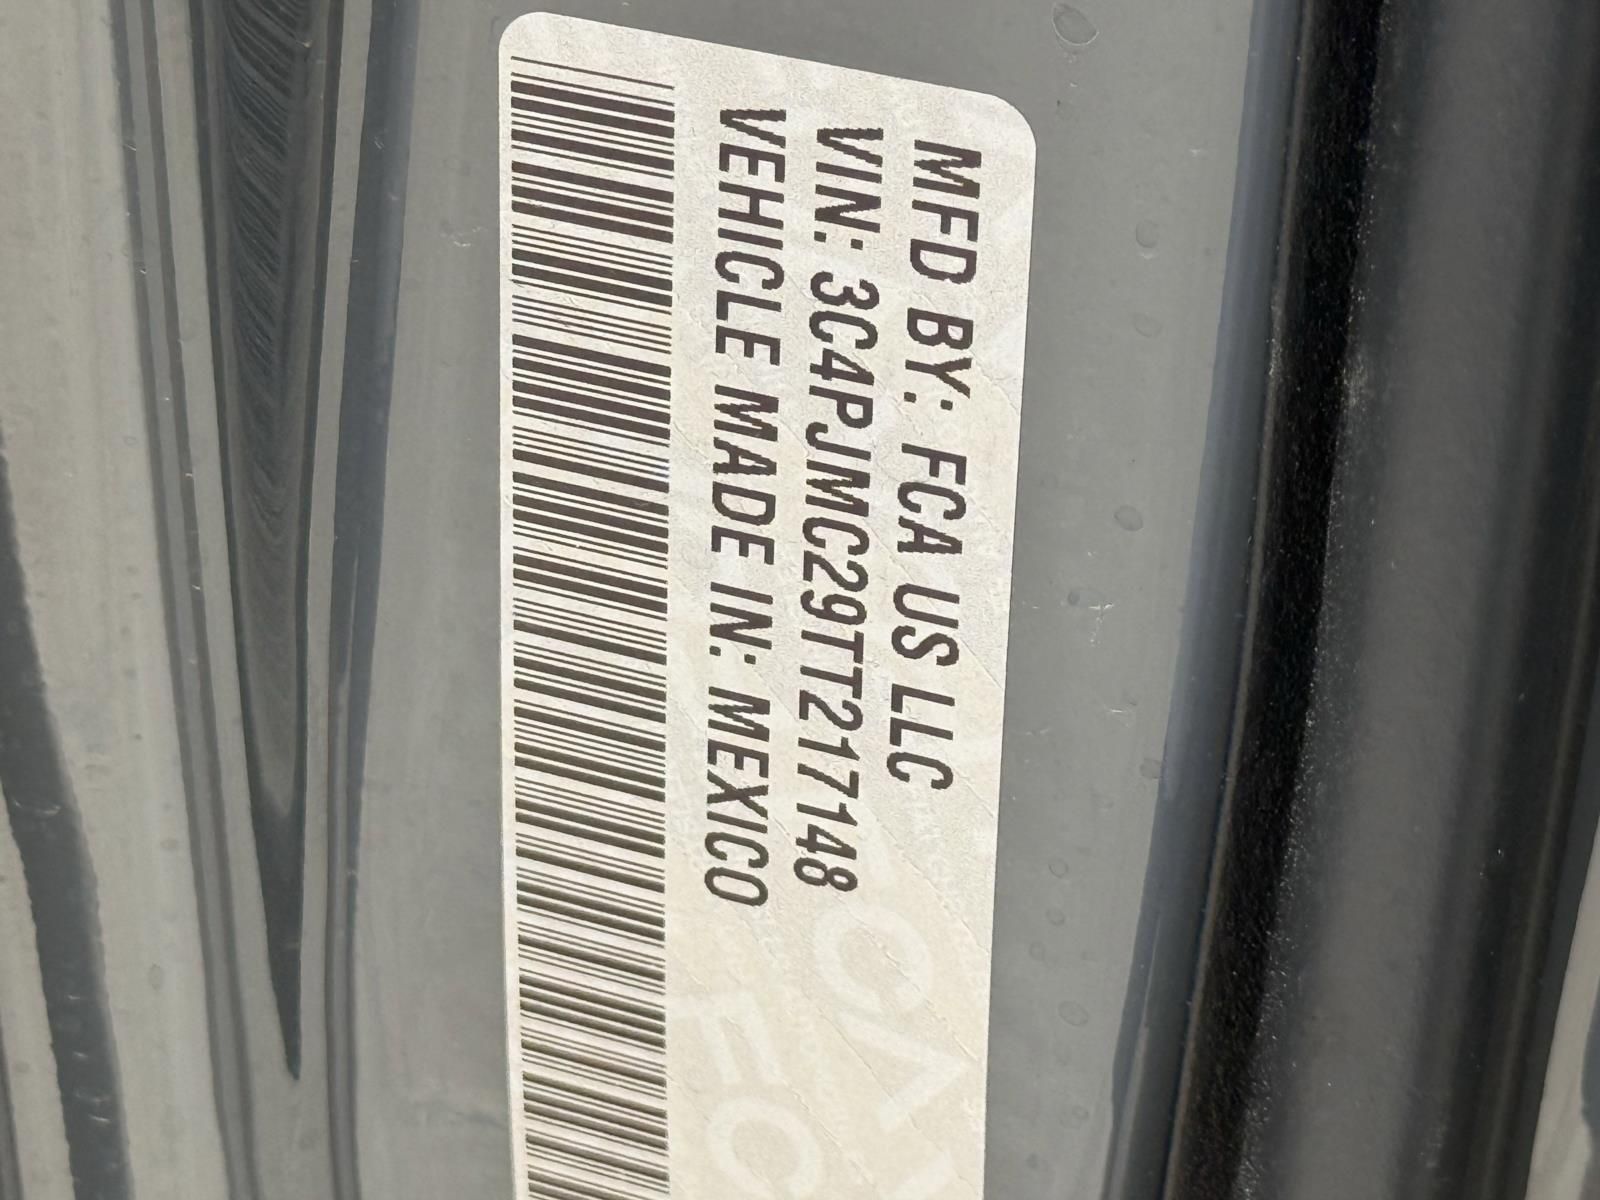 MFD BY: FCA US LLC
VIN: 3C4PJMC29TT217148
VEHICLE MADE IN: MEXICO